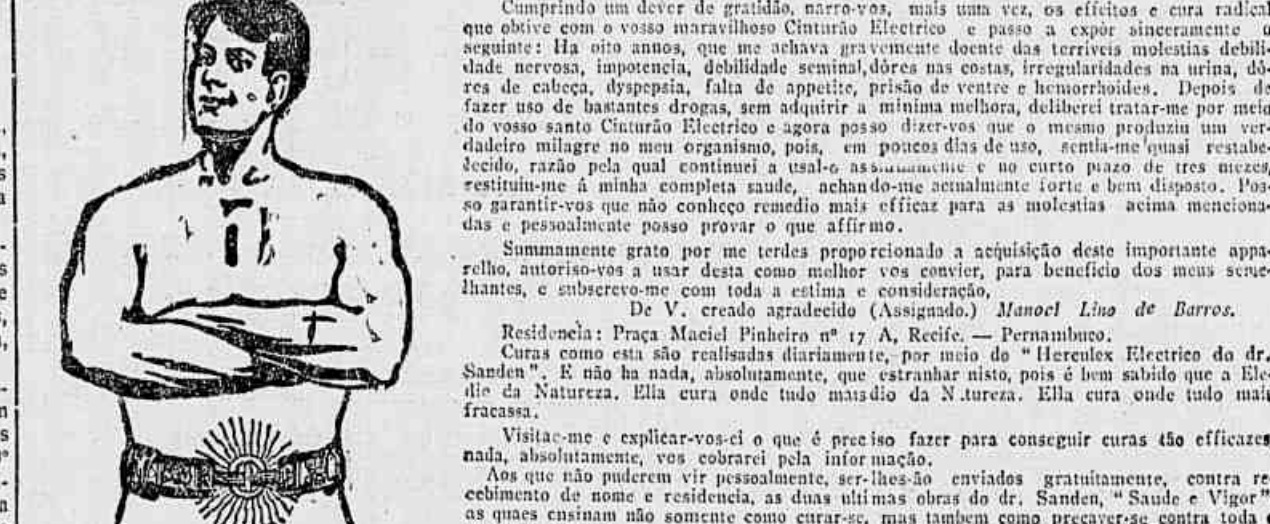 Cumprindo um dever de gratidão, narro-vos, mais uma vez, os effeitos e cura radical
que obtive com o vosso maravilhoso Cinturão Electrico e passo a expôr sinceramente o
seguinte: Ha oito annos, que me achava gravemente doente das terriveis molestias debili-
dade nervosa, impotencia, debilidade seminal, dôres nas costas, irregularidades na urina, dô-
res de cabeça, dyspepsia, falta de appetite, prisão de ventre e hemorrhoides. Depois de
fazer uso de bastantes drogas, sem adquirir a minima melhora, deliberei tratar-me por meio
do vosso santo Cinturão Electrico e agora posso dizer-vos que o mesmo produziu um ver-
dadeiro milagre no meu organismo, pois, em poucos dias de uso, sentia-me quasi restabe-
lecido, razão pela qual continuei a usal-o e no curto prazo de tres mezes,
restituiu-me á minha completa saude, achando-me actualmente forte e bem disposto. Pos-
so garantir-vos que não conheço remedio mais efficaz para as molestias acima menciona-
das e pessoalmente posso provar o que affirmo.
Summamente grato por me terdes proporcionado a acquisição deste importante appa-
relho, autoriso-vos a usar desta como melhor vos convier, para beneficio dos meus seme-
lhantes, e subscrevo-me com toda a estima e consideração,
De V. creado agradecido (Assignado.) Manoel Lino de Barros.
Residencia: Praça Maciel Pinheiro nº 17 A, Recife. — Pernambuco.
Curas como esta são realisadas diariamente, por meio do "Herculex Electrico do dr.
Sanden". E não ha nada, absolutamente, que estranhar nisto, pois é bem sabido que a Ele-
dio da Natureza. Ella cura onde tudo maisdio da N.tureza. Ella cura onde tudo mais
fracassa.
Visitae-me e explicar-vos-ei o que é preciso fazer para conseguir curas tão efficazes
nada, absolutamente, vos cobrarei pela informação.
Aos que não puderem vir pessoalmente, ser-lhes-ão enviados gratuitamente, contra re
cebimento de nome e residencia, as duas ultimas obras do dr. Sanden, "Saude e Vigor"
as quaes ensinam não somente como curar-se, mas tambem como precaver-se contra toda